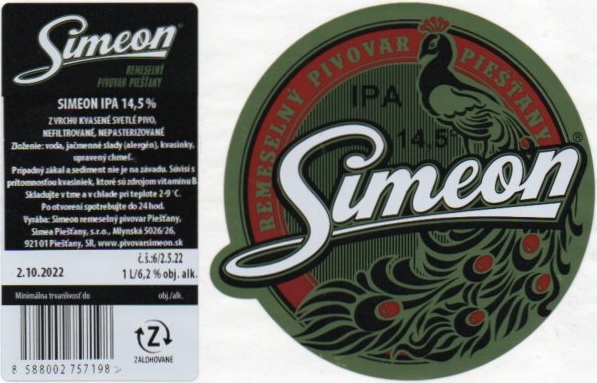 Simeon
REMESELNÝ
PIVOVAR PIEŠŤANY
SIMEON IPA 14,5 %
Z VRCHU KVASENÉ SVETLÉ PIVO,
NEFILTROVANÉ, NEPASTERIZOVANÉ
Zloženie: voda, jačmenné slady (alergén), kvasinky,
upravený chmeľ.
Prípadný zákal a sediment nie je na závadu. Súvisí s
prítomnosťou kvasiniek, ktoré sú zdrojom vitamínu B
Skladujte v tme a v chlade pri teplote 2-9 °C.
Po otvorení spotrebujte do 24 hod.
Vyrába: Simeon remeselný pivovar Piešťany,
Simea Piešťany, s.r.o., Mlynská 5026/26,
921 01 Piešťany, SR, www.pivovarsimeon.sk
č.š.:6/2.5.22
2.10.2022 1 L/6,2 % obj. alk.
Minimálna trvanlivosť do obj./alk.
Z
ZALOHOVANE
8 588002 757198 >
REMESELNÝ PIVOVAR PIEŠŤANY
IPA
14.5°
Simeon ®